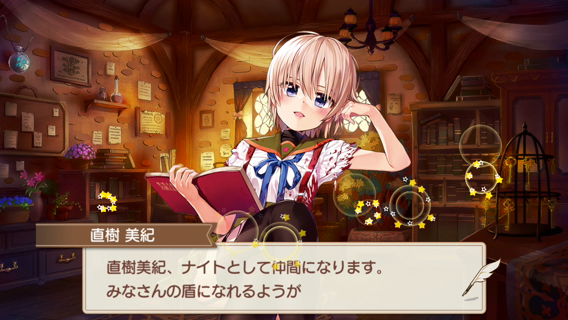 直樹 美紀
直樹美紀、ナイトとして仲間になります。
みなさんの盾になれるようが